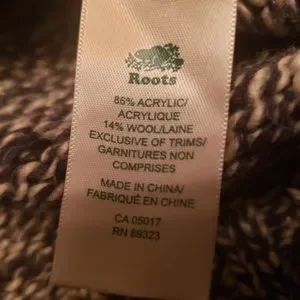 Roots
86% ACRYLIC/
ACRYLIQUE
14% WOOL/LAINE
EXCLUSIVE OF TRIMS/
GARNITURES NON
COMPRISES
MADE IN CHINA/
FABRIQUÉ EN CHINE
CA 05017
RN 89323